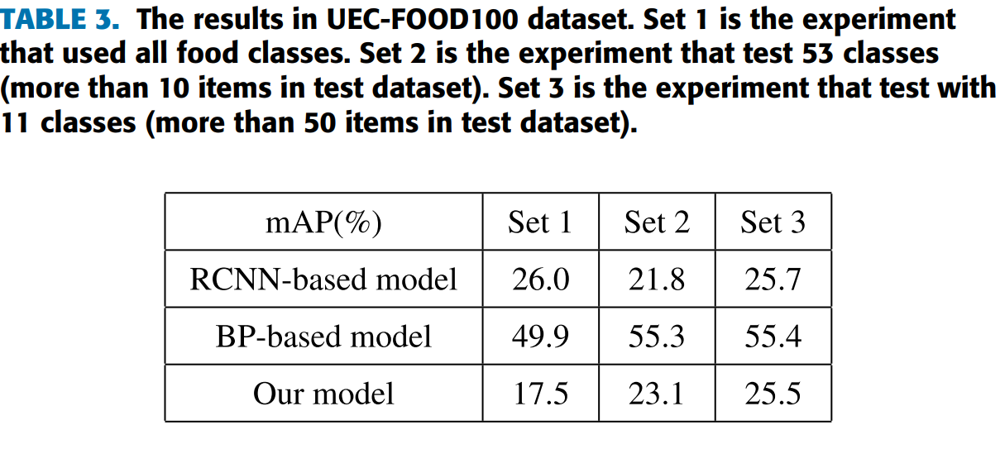 TABLE 3. The results in UEC-FOOD100 dataset. Set 1 is the experiment
that used all food classes. Set 2 is the experiment that test 53 classes
(more than 10 items in test dataset). Set 3 is the experiment that test with
11 classes (more than 50 items in test dataset).
mAP(%) Set 1 Set 2 Set 3
RCNN-based model 26.0 21.8 25.7
BP-based model 49.9 55.3 55.4
Our model 17.5 23.1 25.5